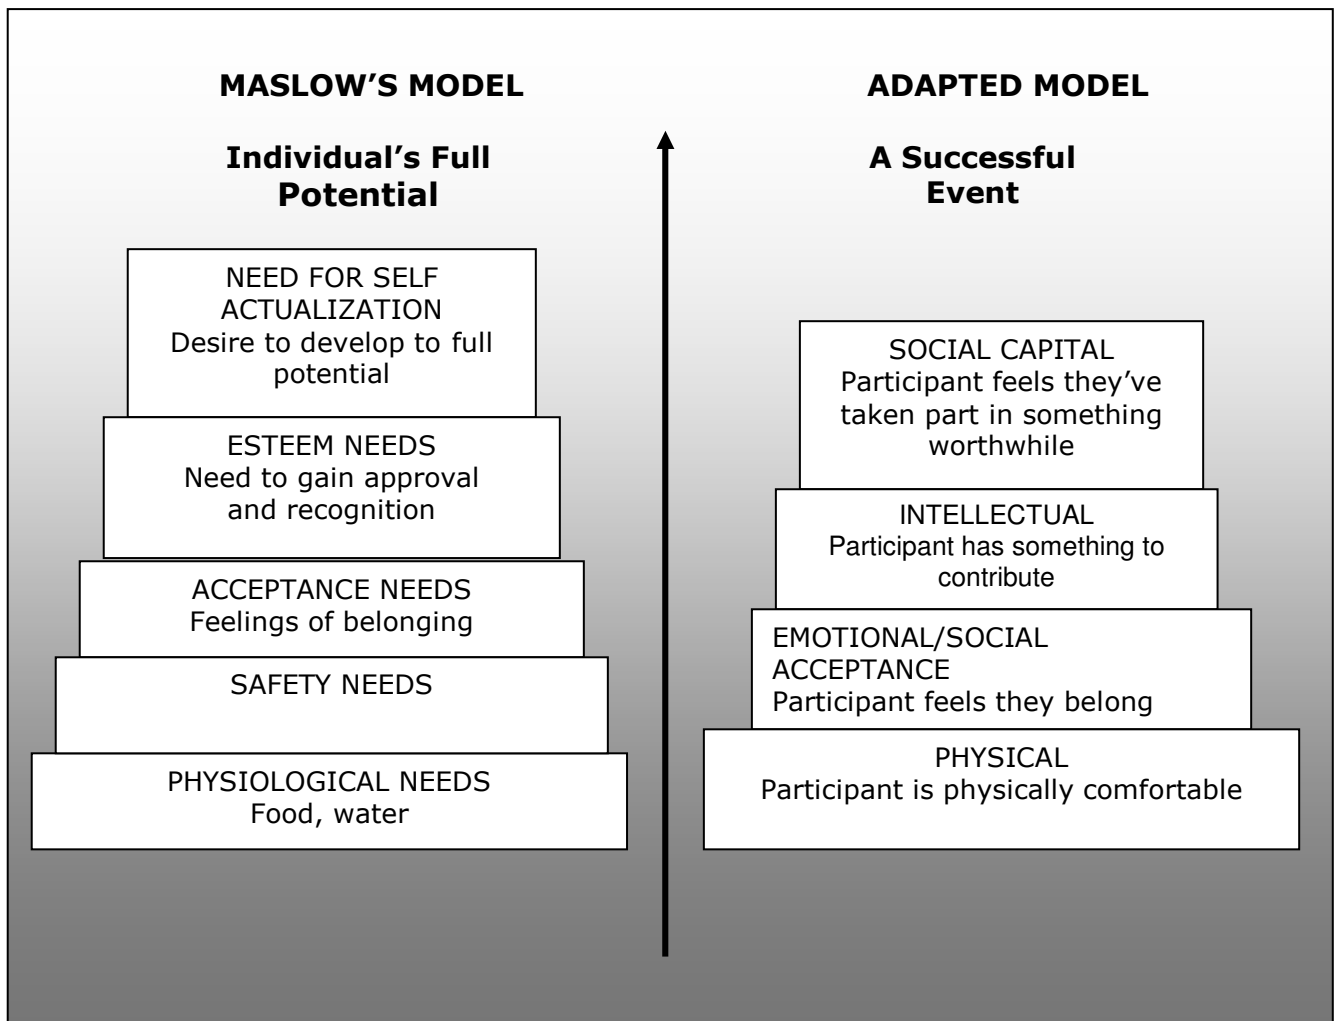 MASLOW’S MODEL
Individual’s Full
Potential
NEED FOR SELF
ACTUALIZATION
Desire to develop to full
potential
ESTEEM NEEDS
Need to gain approval
and recognition
ACCEPTANCE NEEDS
Feelings of belonging
SAFETY NEEDS
PHYSIOLOGICAL NEEDS
Food, water
ADAPTED MODEL
A Successful
Event
SOCIAL CAPITAL
Participant feels they’ve
taken part in something
worthwhile
INTELLECTUAL
Participant has something to
contribute
EMOTIONAL/SOCIAL
ACCEPTANCE
Participant feels they belong
PHYSICAL
Participant is physically comfortable